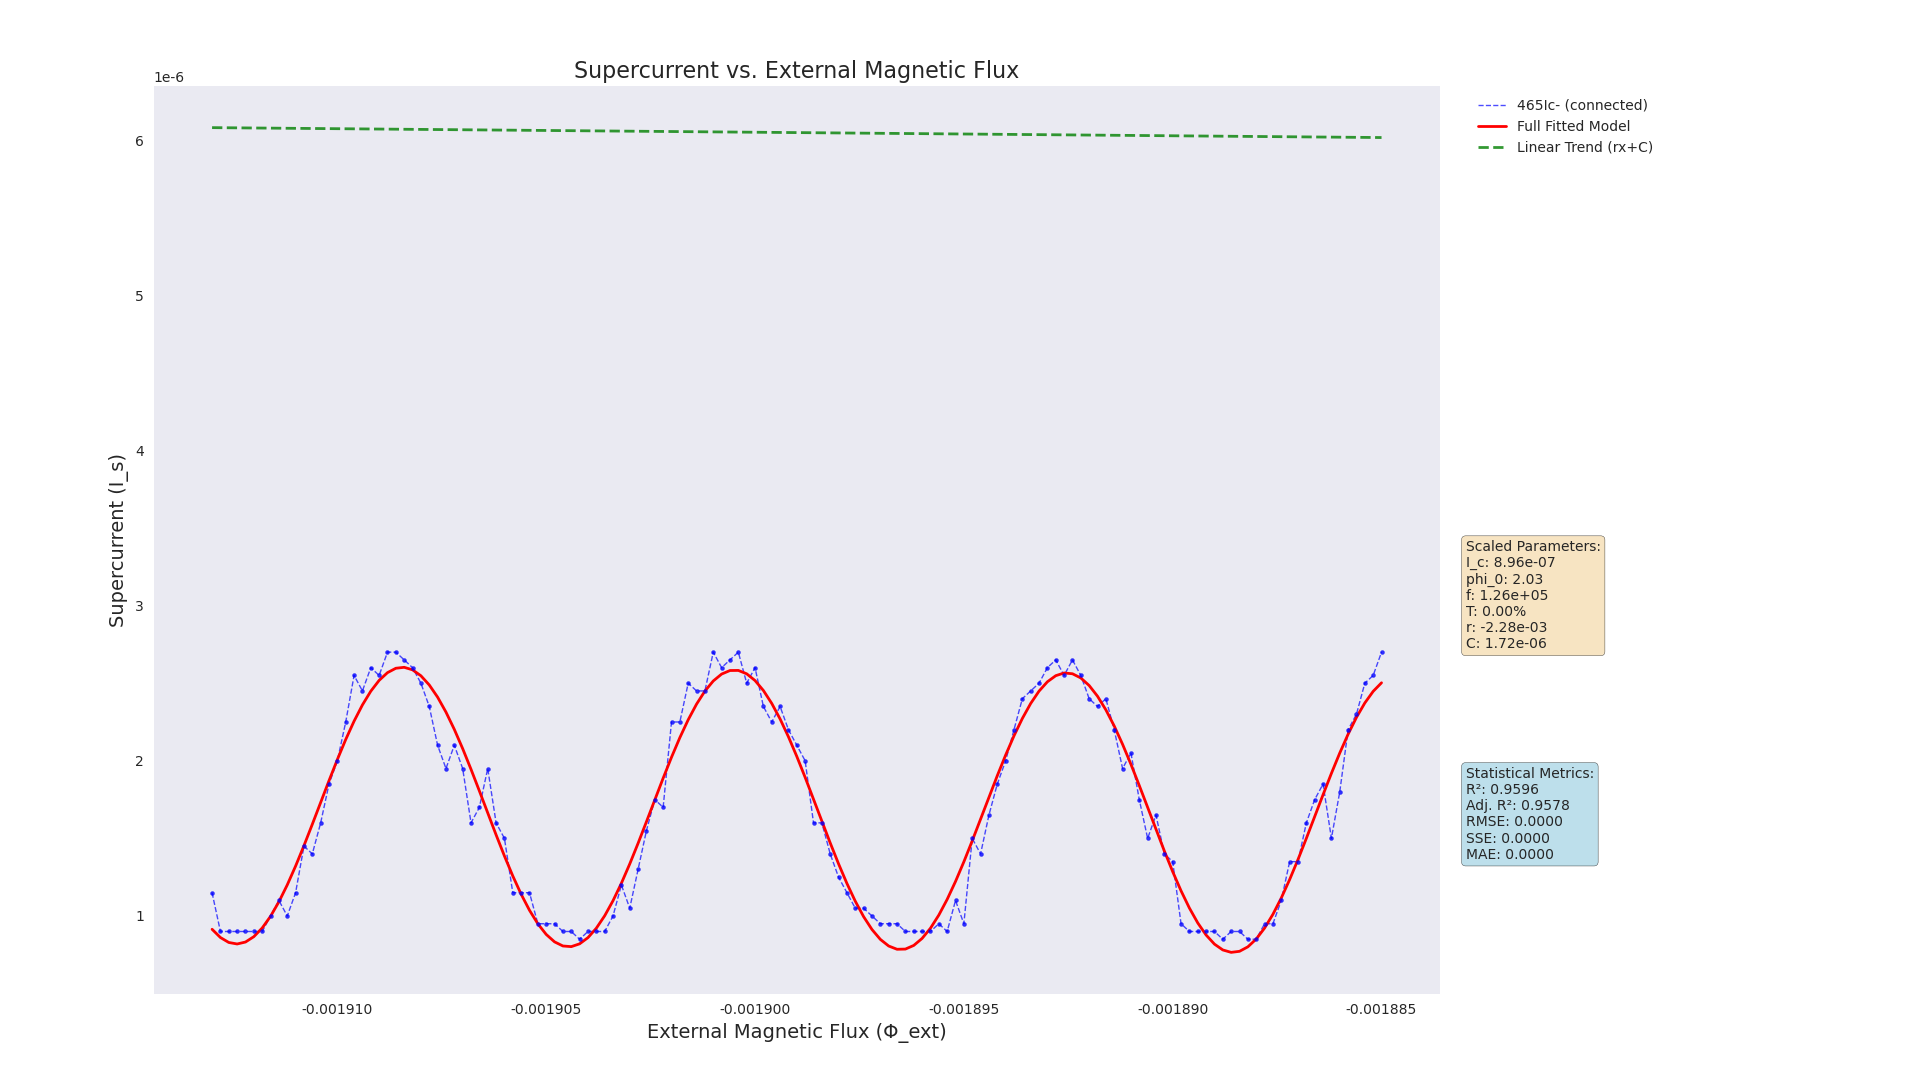 Supercurrent vs. External Magnetic Flux
1e-6
6
5
4
3
2
1
Supercurrent (I_s)
-0.001910
-0.001905
-0.001900
-0.001895
-0.001890
-0.001885
External Magnetic Flux (Φ_ext)
465Ic- (connected)
Full Fitted Model
Linear Trend (rx+C)
Scaled Parameters:
I_c: 8.96e-07
phi_0: 2.03
f: 1.26e+05
T: 0.00%
r: -2.28e-03
C: 1.72e-06
Statistical Metrics:
R²: 0.9596
Adj. R²: 0.9578
RMSE: 0.0000
SSE: 0.0000
MAE: 0.0000